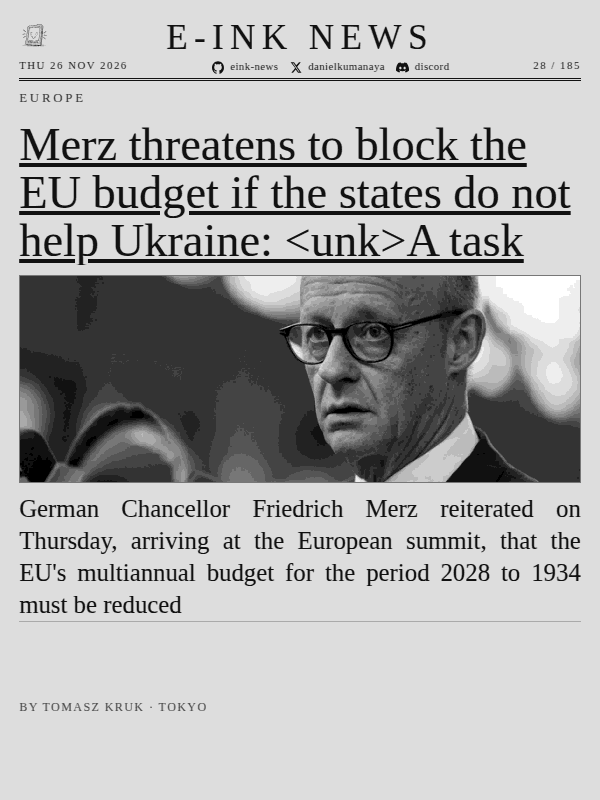 E-INK NEWS
THU 26 NOV 2026
eink-news
danielkumanaya
discord
28 / 185
EUROPE
Merz threatens to block the
EU budget if the states do not
help Ukraine: <unk>A task
German Chancellor Friedrich Merz reiterated on
Thursday, arriving at the European summit, that the
EU's multiannual budget for the period 2028 to 1934
must be reduced
BY TOMASZ KRUK · TOKYO